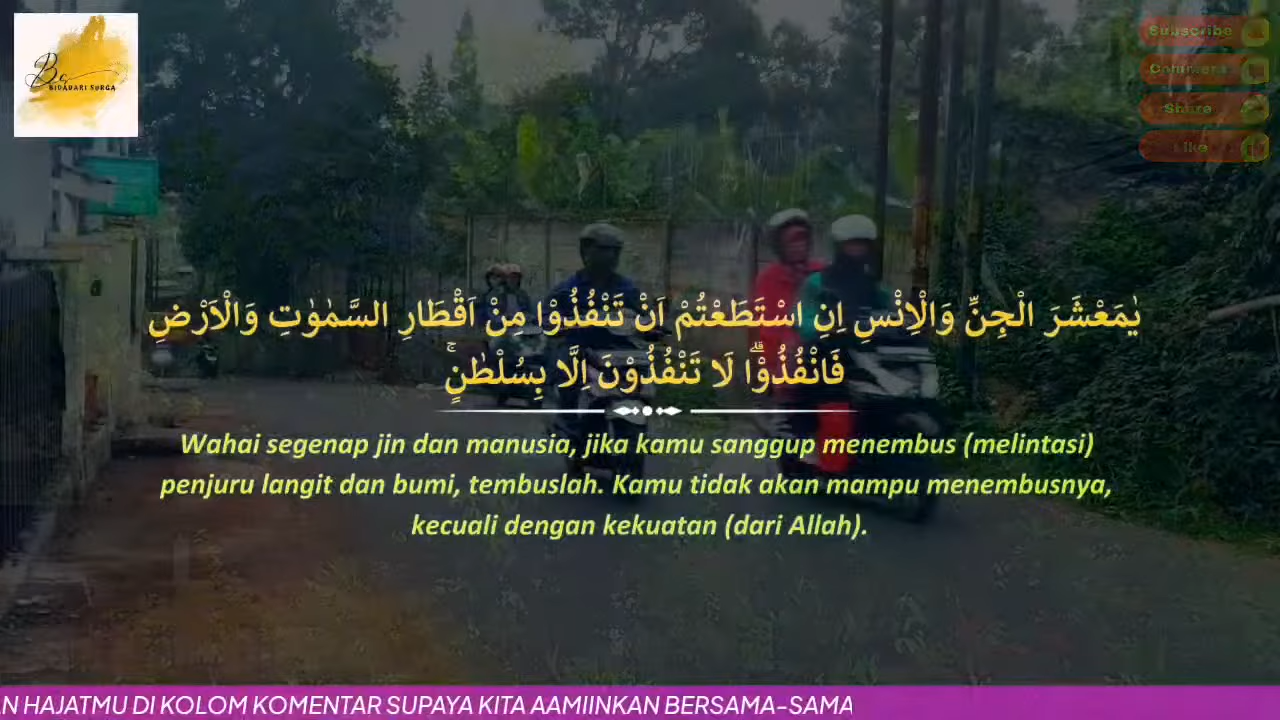 BIDADARI SURGA
Subscribe
Comment
Share
Like
يٰمَعْشَرَ الْجِنِّ وَالْاِنْسِ اِنِ اسْتَطَعْتُمْ اَنْ تَنْفُذُوْا مِنْ اَقْطَارِ السَّمٰوٰتِ وَالْاَرْضِ
فَانْفُذُوْاۗ لَا تَنْفُذُوْنَ اِلَّا بِسُلْطٰنٍۚ
Wahai segenap jin dan manusia, jika kamu sanggup menembus (melintasi)
penjuru langit dan bumi, tembuslah. Kamu tidak akan mampu menembusnya,
kecuali dengan kekuatan (dari Allah).
AN HAJATMU DI KOLOM KOMENTAR SUPAYA KITA AAMIINKAN BERSAMA-SAMA